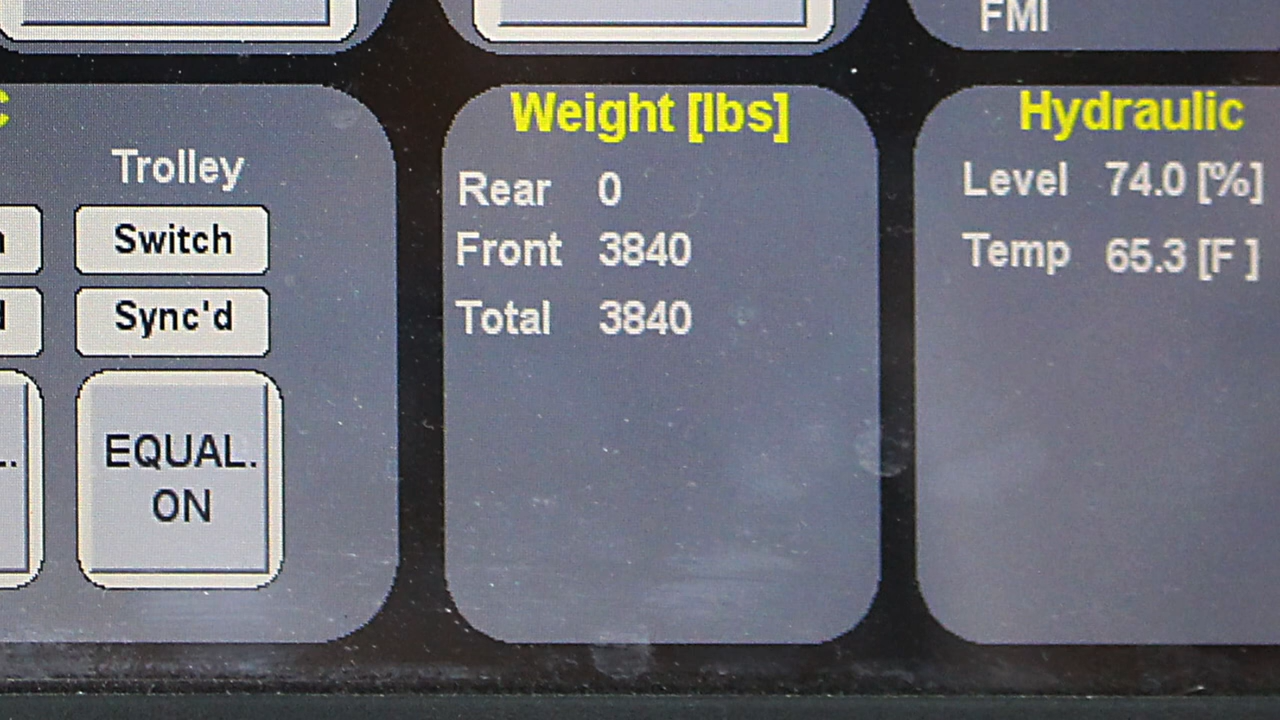 FMI
Trolley
Switch
Sync'd
EQUAL.
ON
Weight [lbs]
Rear 0
Front 3840
Total 3840
Hydraulic
Level 74.0 [%]
Temp 65.3 [F ]